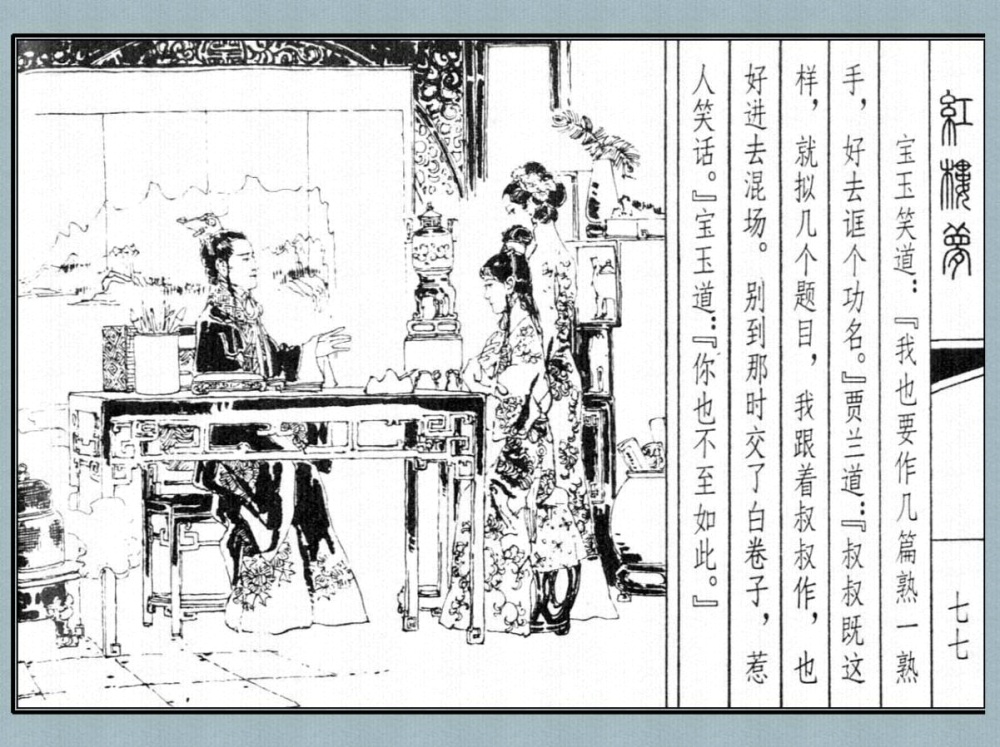 紅樓夢
七七
宝玉笑道：『我也要作几篇熟一熟
手，好去诓个功名。』贾兰道：『叔叔既这
样，就拟几个题目，我跟着叔叔作，也
好进去混场。别到那时交了白卷子，惹
人笑话。』宝玉道：『你也不至如此。』